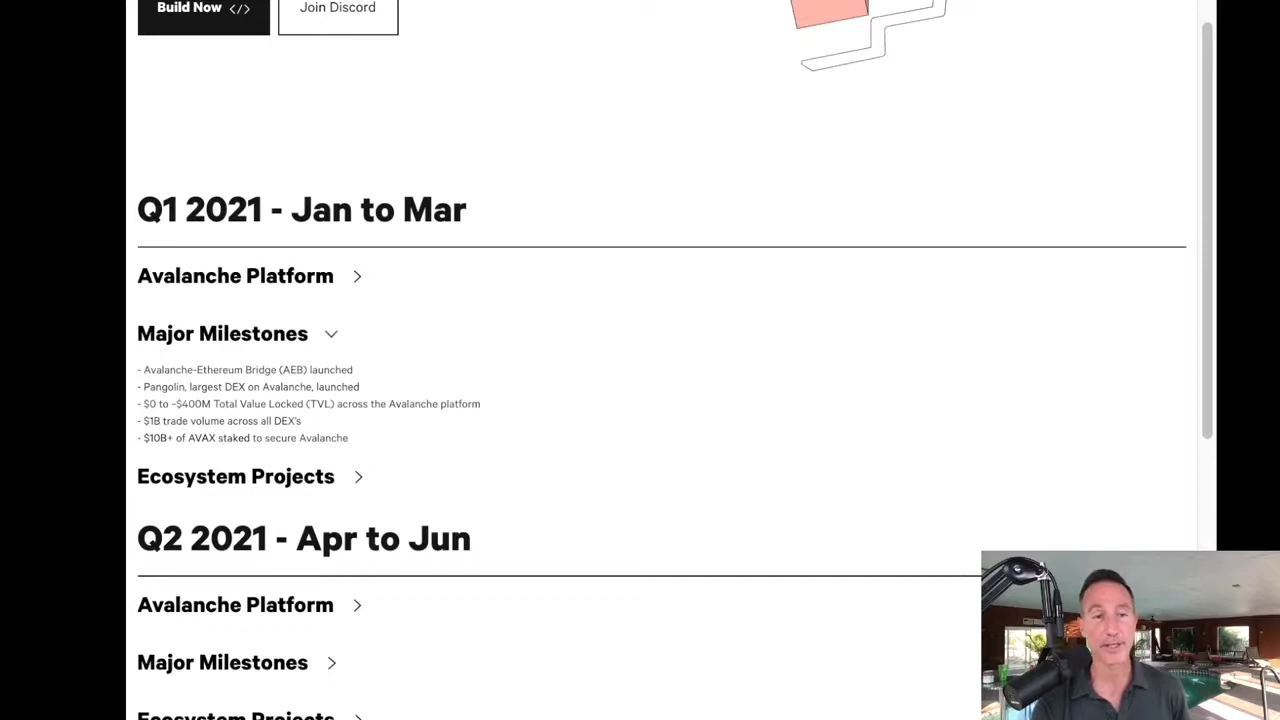 Build Now </>
Join Discord
Q1 2021 - Jan to Mar
Avalanche Platform
Major Milestones
- Avalanche-Ethereum Bridge (AEB) launched
- Pangolin, largest DEX on Avalanche, launched
- $0 to ~$400M Total Value Locked (TVL) across the Avalanche platform
- $1B trade volume across all DEX's
- $10B+ of AVAX staked to secure Avalanche
Ecosystem Projects
Q2 2021 - Apr to Jun
Avalanche Platform
Major Milestones
Ecosystem Projects